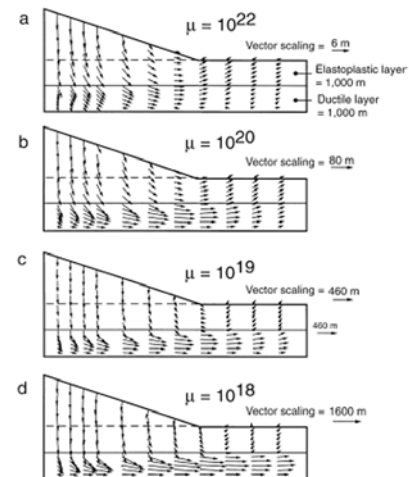 a
μ = 10²²
Vector scaling = 6 m
Elastoplastic layer
= 1,000 m
Ductile layer
= 1,000 m
b
μ = 10²⁰
Vector scaling = 80 m
c
μ = 10¹⁹
Vector scaling = 460 m
460 m
d
μ = 10¹⁸
Vector scaling = 1600 m